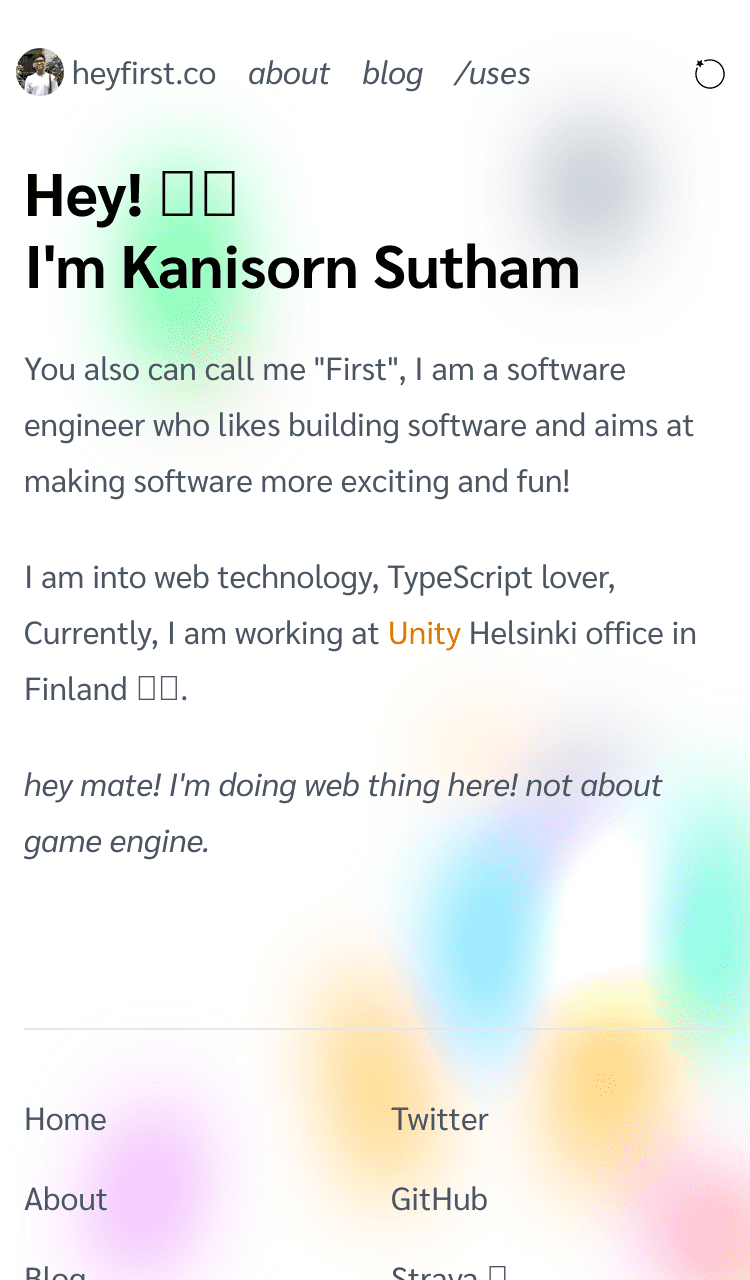 heyfirst.co about blog /uses
Hey! 
I'm Kanisorn Sutham
You also can call me "First", I am a software
engineer who likes building software and aims at
making software more exciting and fun!
I am into web technology, TypeScript lover,
Currently, I am working at Unity Helsinki office in
Finland 🇫🇮.
hey mate! I'm doing web thing here! not about
game engine.
Home
Twitter
About
GitHub
Blog
Strava